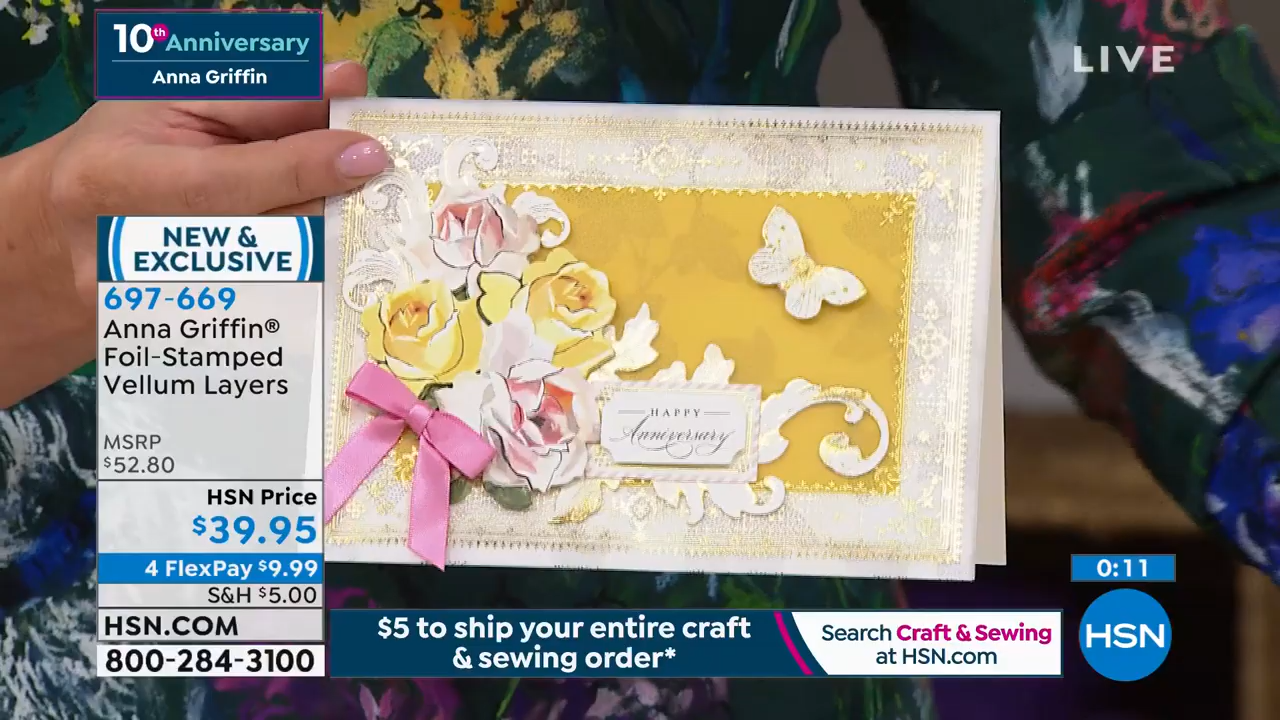 10th Anniversary
Anna Griffin
LIVE
NEW &
EXCLUSIVE
697-669
Anna Griffin®
Foil-Stamped
Vellum Layers
MSRP
$52.80
HSN Price
$39.95
4 FlexPay $9.99
S&H $5.00
HSN.COM
800-284-3100
HAPPY
Anniversary
$5 to ship your entire craft
& sewing order*
Search Craft & Sewing
at HSN.com
0:11
HSN